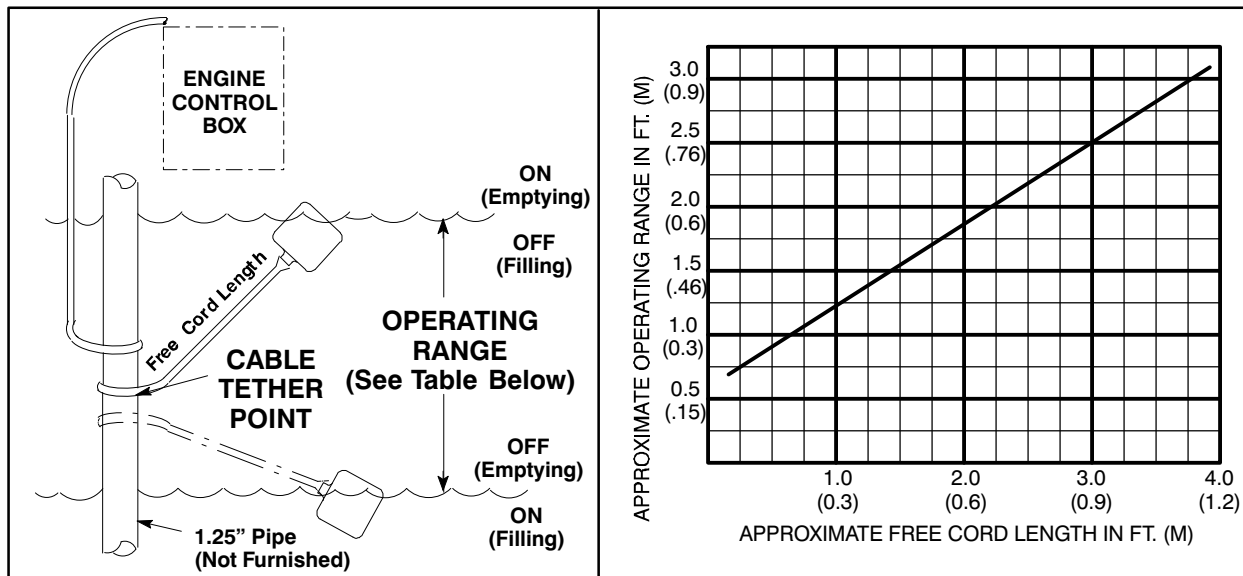 ENGINE
CONTROL
BOX
ON
(Emptying)
OFF
(Filling)
Free Cord Length
OPERATING
RANGE
(See Table Below)
CABLE
TETHER
POINT
OFF
(Emptying)
ON
(Filling)
1.25” Pipe
(Not Furnished)
APPROXIMATE OPERATING RANGE IN FT. (M)
3.0
(0.9)
2.5
(.76)
2.0
(0.6)
1.5
(.46)
1.0
(0.3)
0.5
(.15)
1.0 2.0 3.0 4.0
(0.3) (0.6) (0.9) (1.2)
APPROXIMATE FREE CORD LENGTH IN FT. (M)